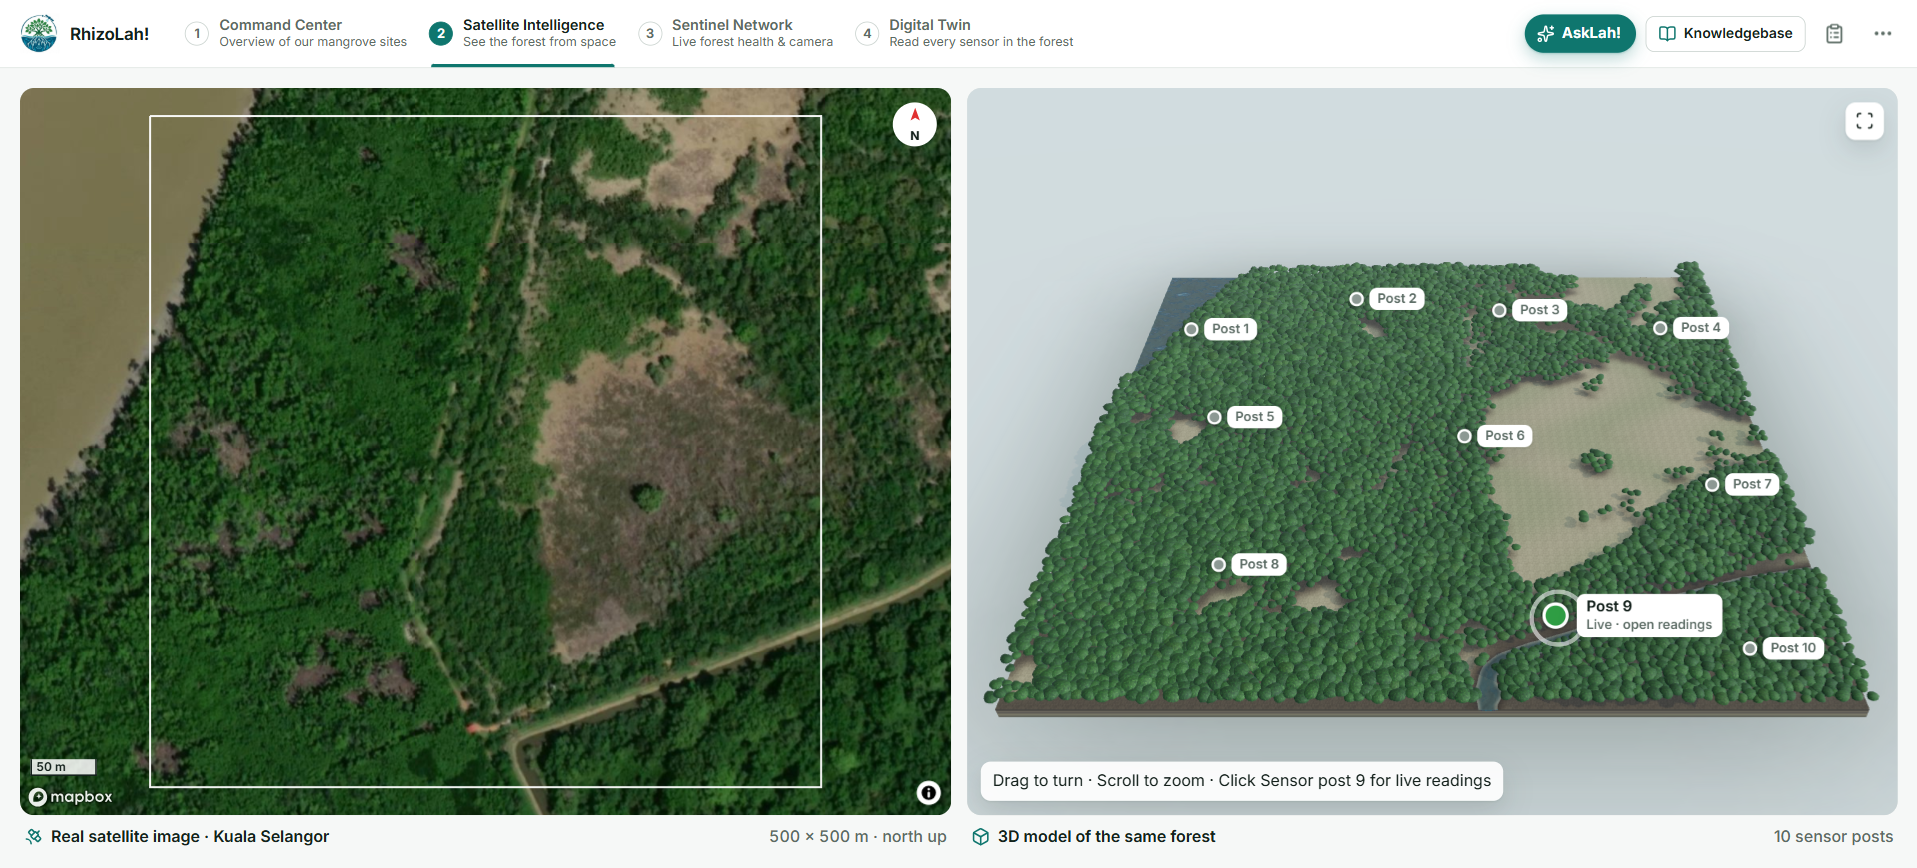 RhizoLah!
1 Command Center
Overview of our mangrove sites
2 Satellite Intelligence
See the forest from space
3 Sentinel Network
Live forest health & camera
4 Digital Twin
Read every sensor in the forest
AskLah!
Knowledgebase
N
50 m
mapbox
Post 1
Post 2
Post 3
Post 4
Post 5
Post 6
Post 7
Post 8
Post 9
Live · open readings
Post 10
Drag to turn · Scroll to zoom · Click Sensor post 9 for live readings
Real satellite image · Kuala Selangor
500 × 500 m · north up
3D model of the same forest
10 sensor posts